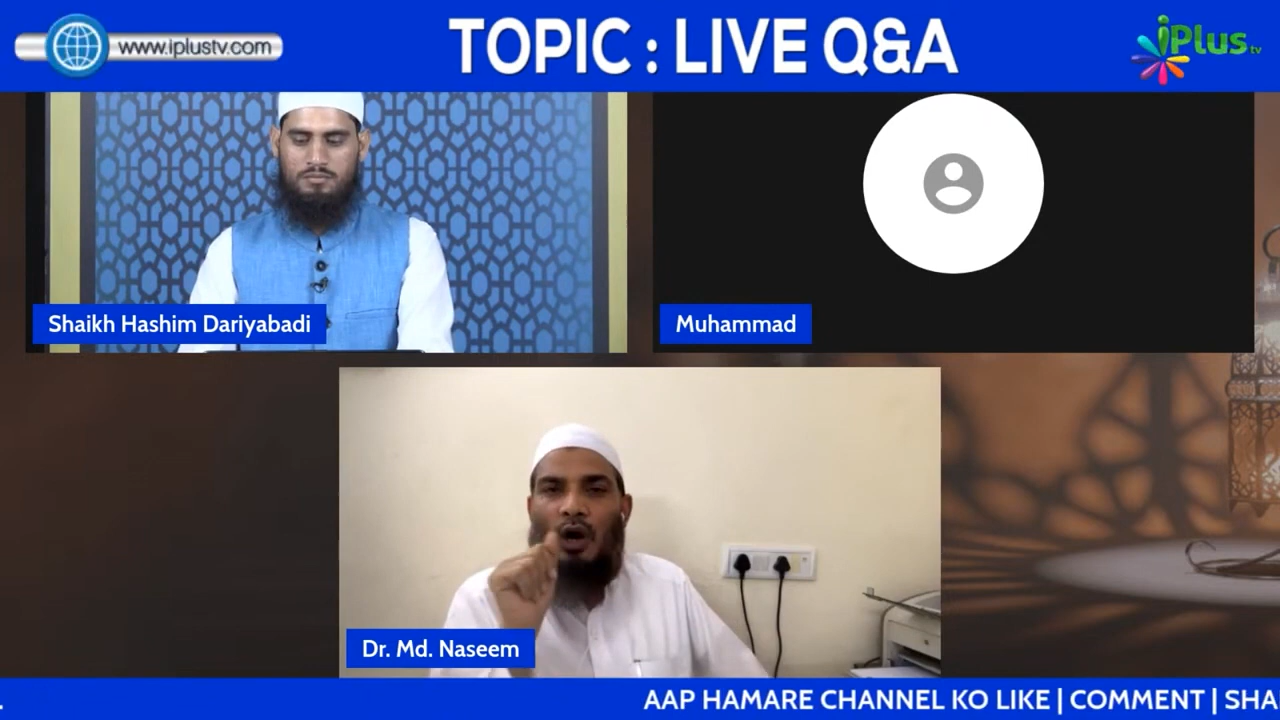 www.iplustv.com
TOPIC : LIVE Q&A
iPlus tv
Shaikh Hashim Dariyabadi
Muhammad
Dr. Md. Naseem
AAP HAMARE CHANNEL KO LIKE | COMMENT | SHA